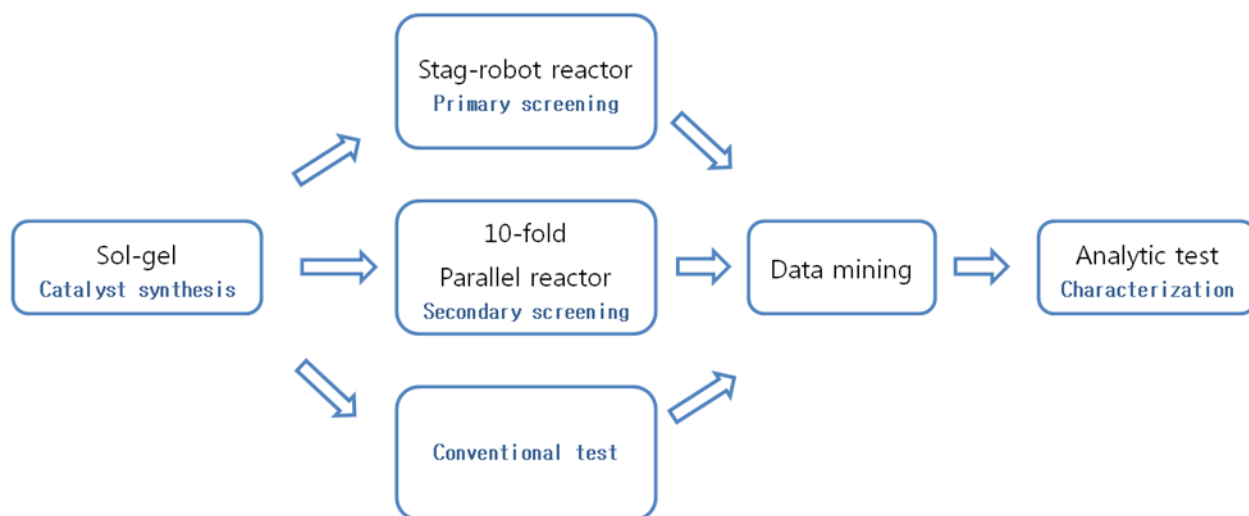 Stag-robot reactor
Primary screening
Sol-gel
Catalyst synthesis
10-fold
Parallel reactor
Secondary screening
Data mining
Analytic test
Characterization
Conventional test